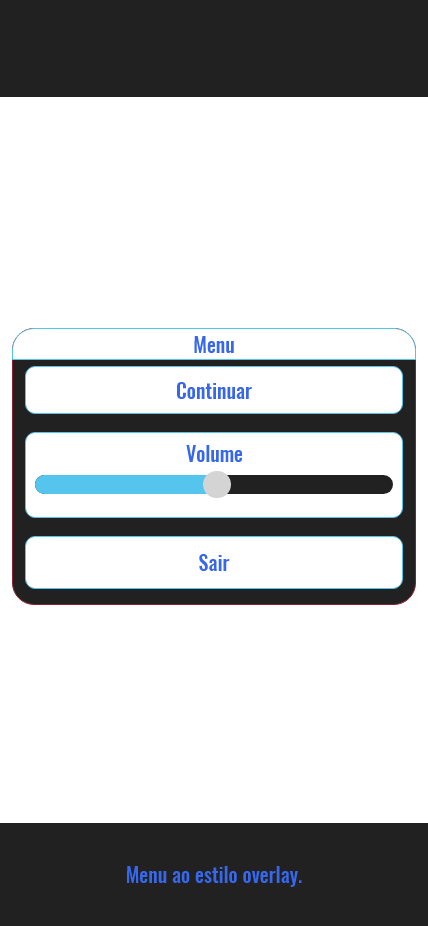 Menu
Continuar
Volume
Sair
Menu ao estilo overlay.